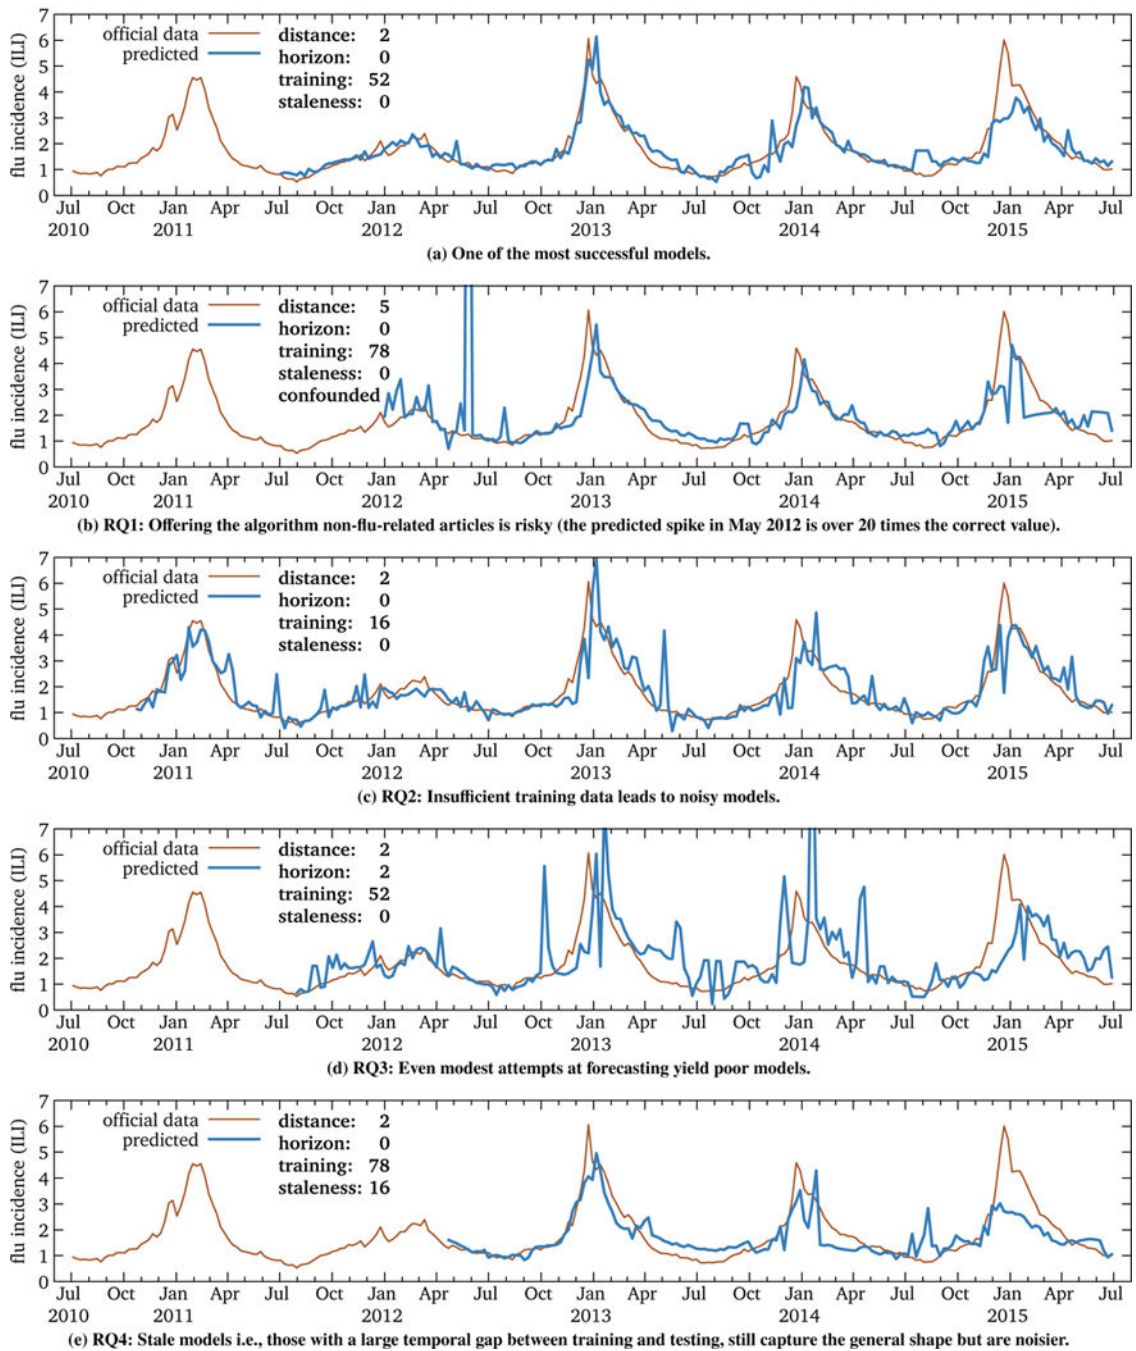 7
6
5
4
3
2
1
0
flu incidence (ILI)
official data
predicted
distance: 2
horizon: 0
training: 52
staleness: 0
Jul Oct Jan Apr Jul Oct Jan Apr Jul Oct Jan Apr Jul Oct Jan Apr Jul Oct Jan Apr Jul
2010 2011 2012 2013 2014 2015
(a) One of the most successful models.
7
6
5
4
3
2
1
0
flu incidence (ILI)
official data
predicted
distance: 5
horizon: 0
training: 78
staleness: 0
confounded
Jul Oct Jan Apr Jul Oct Jan Apr Jul Oct Jan Apr Jul Oct Jan Apr Jul Oct Jan Apr Jul
2010 2011 2012 2013 2014 2015
(b) RQ1: Offering the algorithm non-flu-related articles is risky (the predicted spike in May 2012 is over 20 times the correct value).
7
6
5
4
3
2
1
0
flu incidence (ILI)
official data
predicted
distance: 2
horizon: 0
training: 16
staleness: 0
Jul Oct Jan Apr Jul Oct Jan Apr Jul Oct Jan Apr Jul Oct Jan Apr Jul Oct Jan Apr Jul
2010 2011 2012 2013 2014 2015
(c) RQ2: Insufficient training data leads to noisy models.
7
6
5
4
3
2
1
0
flu incidence (ILI)
official data
predicted
distance: 2
horizon: 2
training: 52
staleness: 0
Jul Oct Jan Apr Jul Oct Jan Apr Jul Oct Jan Apr Jul Oct Jan Apr Jul Oct Jan Apr Jul
2010 2011 2012 2013 2014 2015
(d) RQ3: Even modest attempts at forecasting yield poor models.
7
6
5
4
3
2
1
0
flu incidence (ILI)
official data
predicted
distance: 2
horizon: 0
training: 78
staleness: 16
Jul Oct Jan Apr Jul Oct Jan Apr Jul Oct Jan Apr Jul Oct Jan Apr Jul Oct Jan Apr Jul
2010 2011 2012 2013 2014 2015
(e) RQ4: Stale models i.e., those with a large temporal gap between training and testing, still capture the general shape but are noisier.